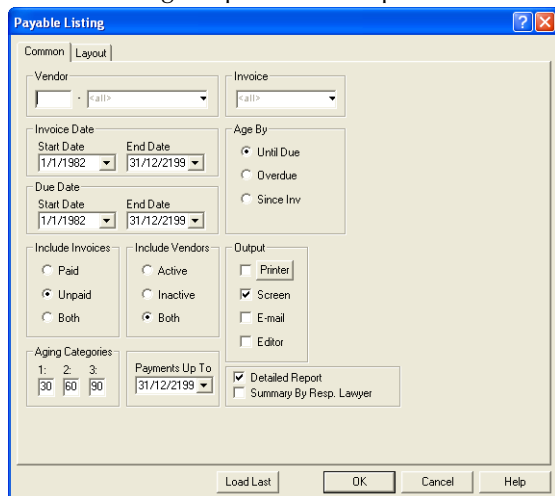 Payable Listing
Common Layout
Vendor
- <all>
Invoice
<all>
Invoice Date
Start Date End Date
1/1/1982 31/12/2199
Due Date
Start Date End Date
1/1/1982 31/12/2199
Age By
Until Due
Overdue
Since Inv
Include Invoices
Paid
Unpaid
Both
Include Vendors
Active
Inactive
Both
Output
Printer
Screen
E-mail
Editor
Aging Categories
1: 2: 3:
30 60 90
Payments Up To
31/12/2199
Detailed Report
Summary By Resp. Lawyer
Load Last OK Cancel Help